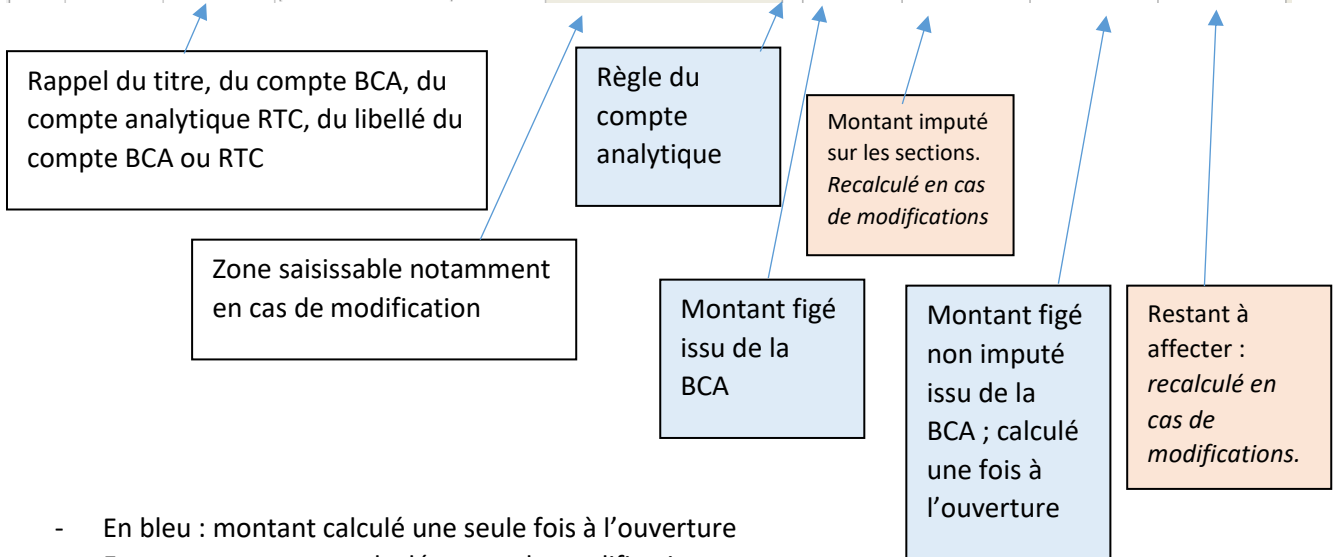 Rappel du titre, du compte BCA, du
compte analytique RTC, du libellé du
compte BCA ou RTC
Règle du
compte
analytique
Montant imputé
sur les sections.
Recalculé en cas
de modifications
Zone saisissable notamment
en cas de modification
Montant figé
issu de la
BCA
Montant figé
non imputé
issu de la
BCA ; calculé
une fois à
l’ouverture
Restant à
affecter :
recalculé en
cas de
modifications.
- En bleu : montant calculé une seule fois à l’ouverture